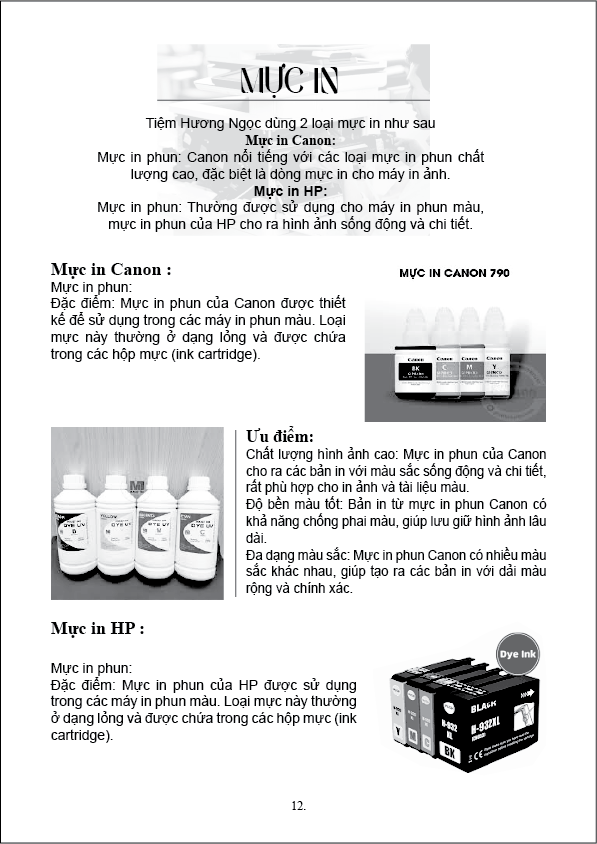 MỰC IN
Tiệm Hương Ngọc dùng 2 loại mực in như sau
Mực in Canon:
Mực in phun: Canon nổi tiếng với các loại mực in phun chất
lượng cao, đặc biệt là dòng mực in cho máy in ảnh.
Mực in HP:
Mực in phun: Thường được sử dụng cho máy in phun màu,
mực in phun của HP cho ra hình ảnh sống động và chi tiết.
Mực in Canon :
Mực in phun:
Đặc điểm: Mực in phun của Canon được thiết
kế để sử dụng trong các máy in phun màu. Loại
mực này thường ở dạng lỏng và được chứa
trong các hộp mực (ink cartridge).
MỰC IN CANON 790
Canon
BK
Canon
C
Canon
M
Canon
Y
DYE UV
DYE UV
DYE UV
DYE UV
Ưu điểm:
Chất lượng hình ảnh cao: Mực in phun của Canon
cho ra các bản in với màu sắc sống động và chi tiết,
rất phù hợp cho in ảnh và tài liệu màu.
Độ bền màu tốt: Bản in từ mực in phun Canon có
khả năng chống phai màu, giúp lưu giữ hình ảnh lâu
dài.
Đa dạng màu sắc: Mực in phun Canon có nhiều màu
sắc khác nhau, giúp tạo ra các bản in với dải màu
rộng và chính xác.
Mực in HP :
Mực in phun:
Đặc điểm: Mực in phun của HP được sử dụng
trong các máy in phun màu. Loại mực này thường
ở dạng lỏng và được chứa trong các hộp mực (ink
cartridge).
Dye Ink
BLACK
H-932XL
H-932
XL
BK
Y
12.